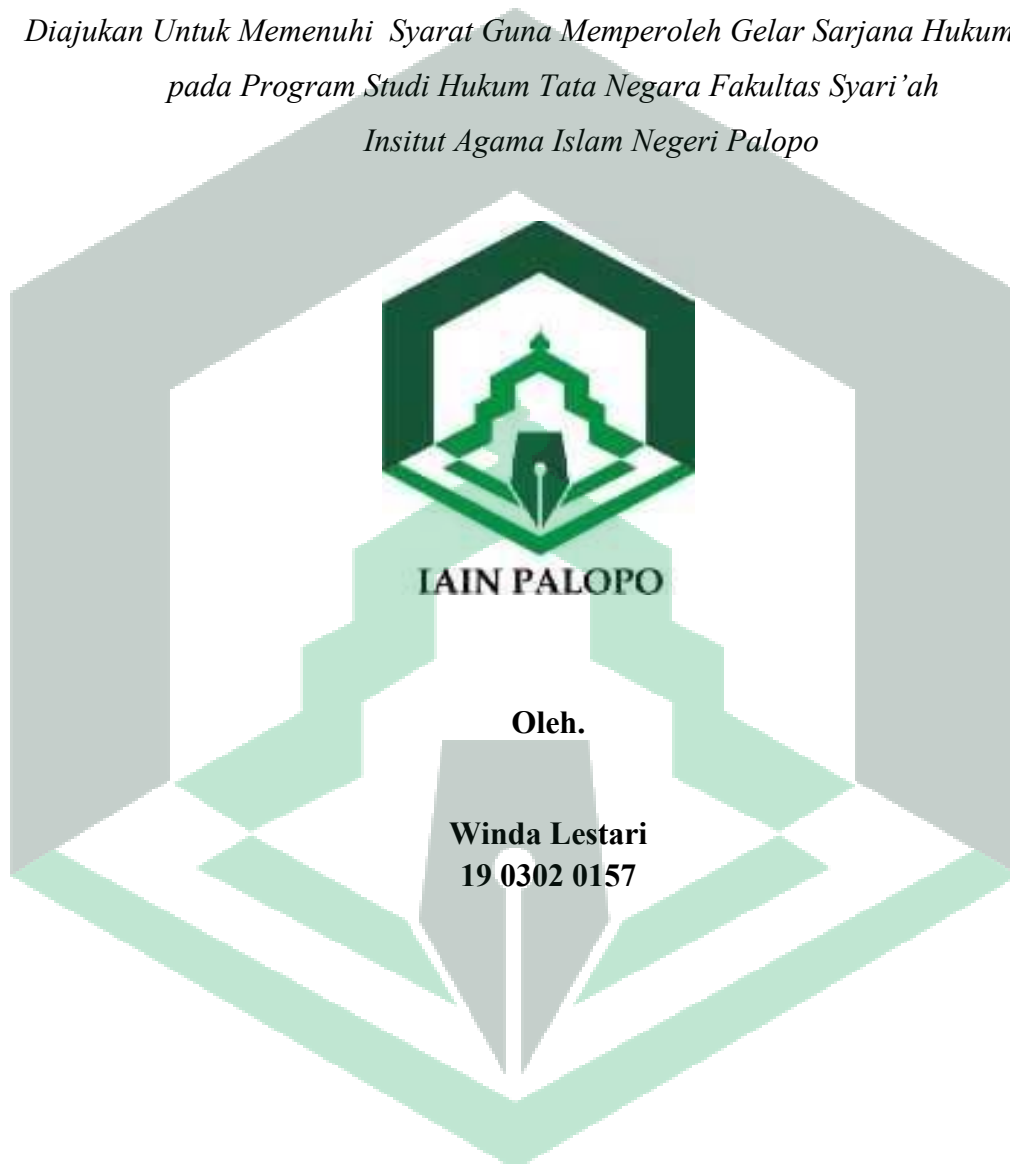 Diajukan Untuk Memenuhi Syarat Guna Memperoleh Gelar Sarjana Hukum
pada Program Studi Hukum Tata Negara Fakultas Syari’ah
Insitut Agama Islam Negeri Palopo
IAIN PALOPO
Oleh.
Winda Lestari
19 0302 0157